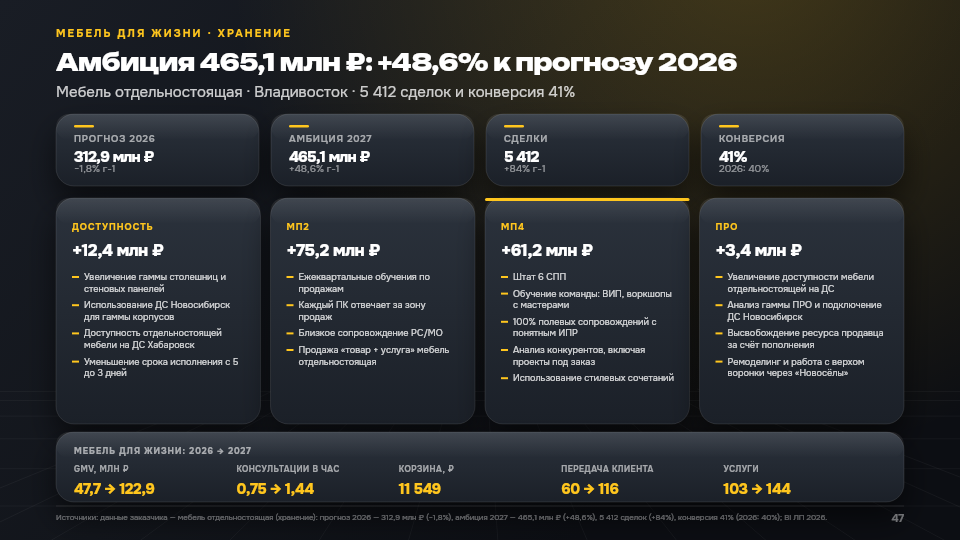 МЕБЕЛЬ ДЛЯ ЖИЗНИ · ХРАНЕНИЕ
Амбиция 465,1 млн ₽: +48,6% к прогнозу 2026
Мебель отдельностоящая · Владивосток · 5 412 сделок и конверсия 41%
ПРОГНОЗ 2026
312,9 млн ₽
−1,8% г-1
АМБИЦИЯ 2027
465,1 млн ₽
+48,6% г-1
СДЕЛКИ
5 412
+84% г-1
КОНВЕРСИЯ
41%
2026: 40%
ДОСТУПНОСТЬ
+12,4 млн ₽
Увеличение гаммы столешниц и
стеновых панелей
Использование ДС Новосибирск
для гаммы корпусов
Доступность отдельностоящей
мебели на ДС Хабаровск
Уменьшение срока исполнения с 5
до 3 дней
МП2
+75,2 млн ₽
Ежеквартальные обучения по
продажам
Каждый ПК отвечает за зону
продаж
Близкое сопровождение РС/МО
Продажа «товар + услуга» мебель
отдельностоящая
МП4
+61,2 млн ₽
Штат 6 СПП
Обучение команды: ВИП, воркшопы
с мастерами
100% полевых сопровождений с
понятным ИПР
Анализ конкурентов, включая
проекты под заказ
Использование стилевых сочетаний
ПРО
+3,4 млн ₽
Увеличение доступности мебели
отдельностоящей на ДС
Анализ гаммы ПРО и подключение
ДС Новосибирск
Высвобождение ресурса продавца
за счёт пополнения
Ремоделинг и работа с верхом
воронки через «Новосёлы»
МЕБЕЛЬ ДЛЯ ЖИЗНИ: 2026 → 2027
GMV, МЛН ₽
47,7 → 122,9
КОНСУЛЬТАЦИИ В ЧАС
0,75 → 1,44
КОРЗИНА, ₽
11 549
ПЕРЕДАЧА КЛИЕНТА
60 → 116
УСЛУГИ
103 → 144
Источники: данные заказчика — мебель отдельностоящая (хранение): прогноз 2026 — 312,9 млн ₽ (−1,8%), амбиция 2027 — 465,1 млн ₽ (+48,6%), 5 412 сделок (+84%), конверсия 41% (2026: 40%); BI ЛП 2026.
47